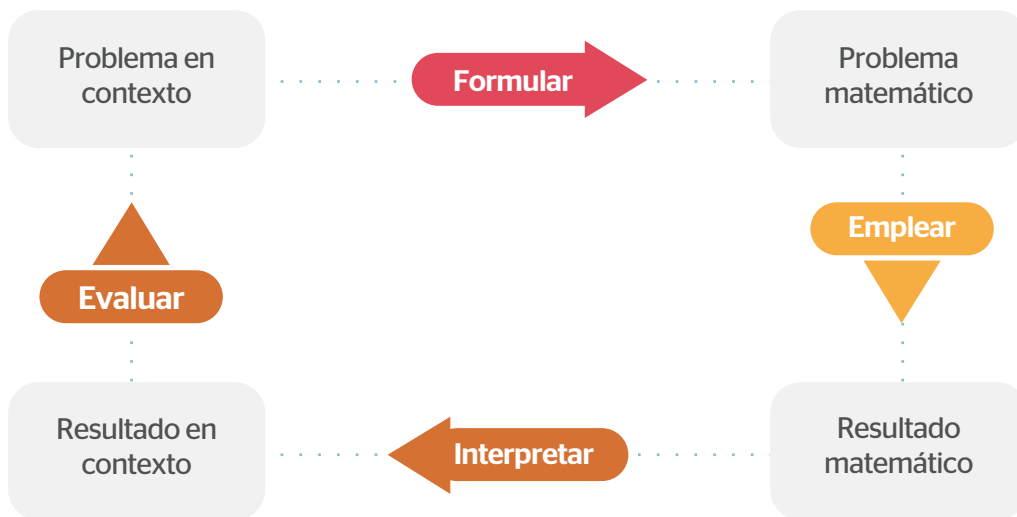 Problema en
contexto
Formular
Problema
matemático
Emplear
Evaluar
Resultado en
contexto
Interpretar
Resultado
matemático